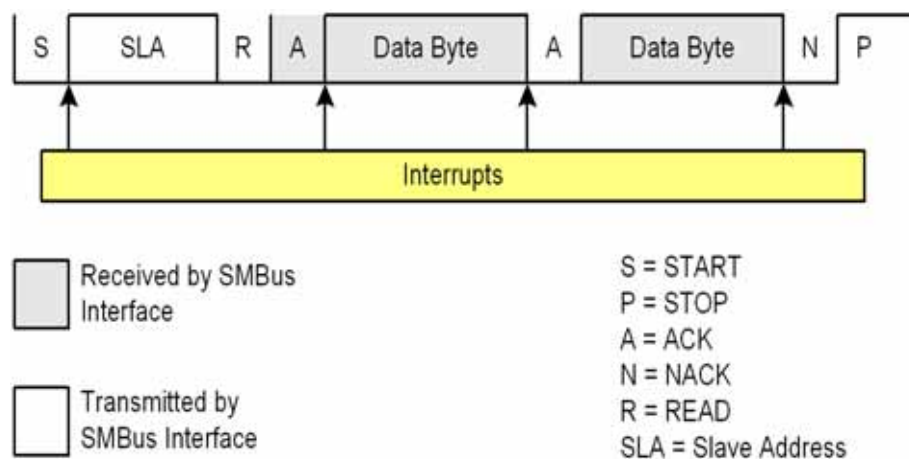 S SLA R A Data Byte A Data Byte N P
Interrupts
Received by SMBus
Interface
Transmitted by
SMBus Interface
S = START
P = STOP
A = ACK
N = NACK
R = READ
SLA = Slave Address